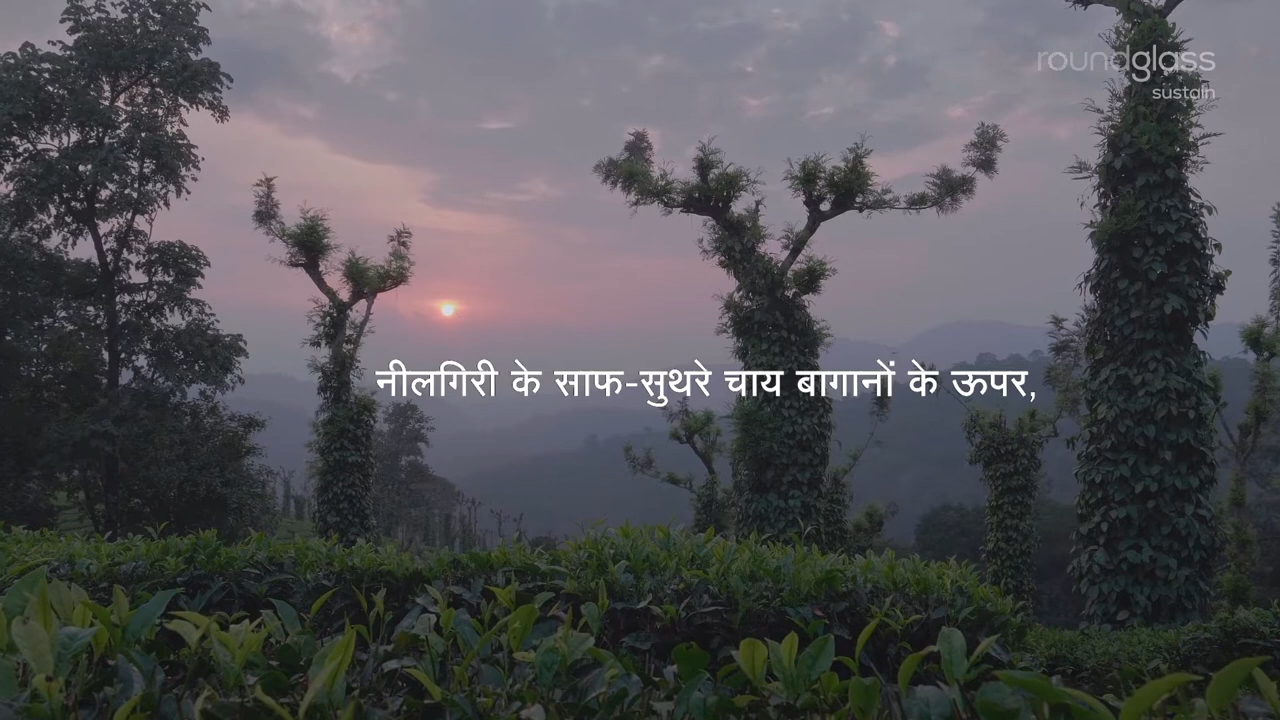 roundglass
sustain
नीलगिरी के साफ-सुथरे चाय बागानों के ऊपर,